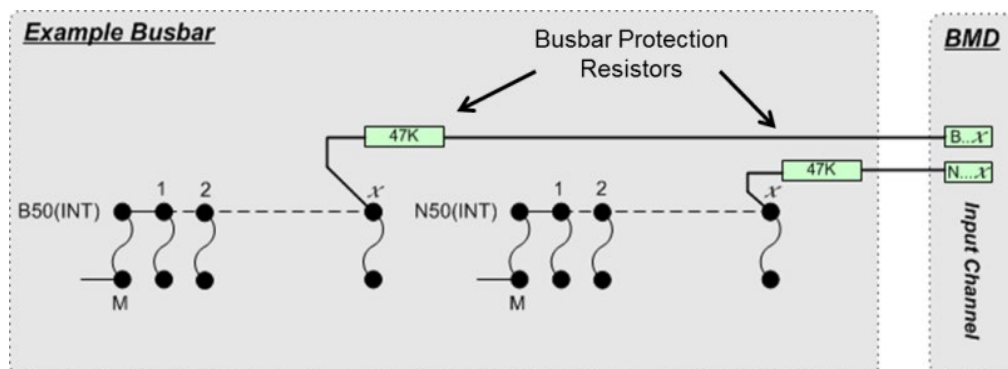 Example Busbar
Busbar Protection
Resistors
BMD
47K
B...x
47K
N....x
1
2
x
1
2
x
B50(INT)
N50(INT)
M
M
Input Channel